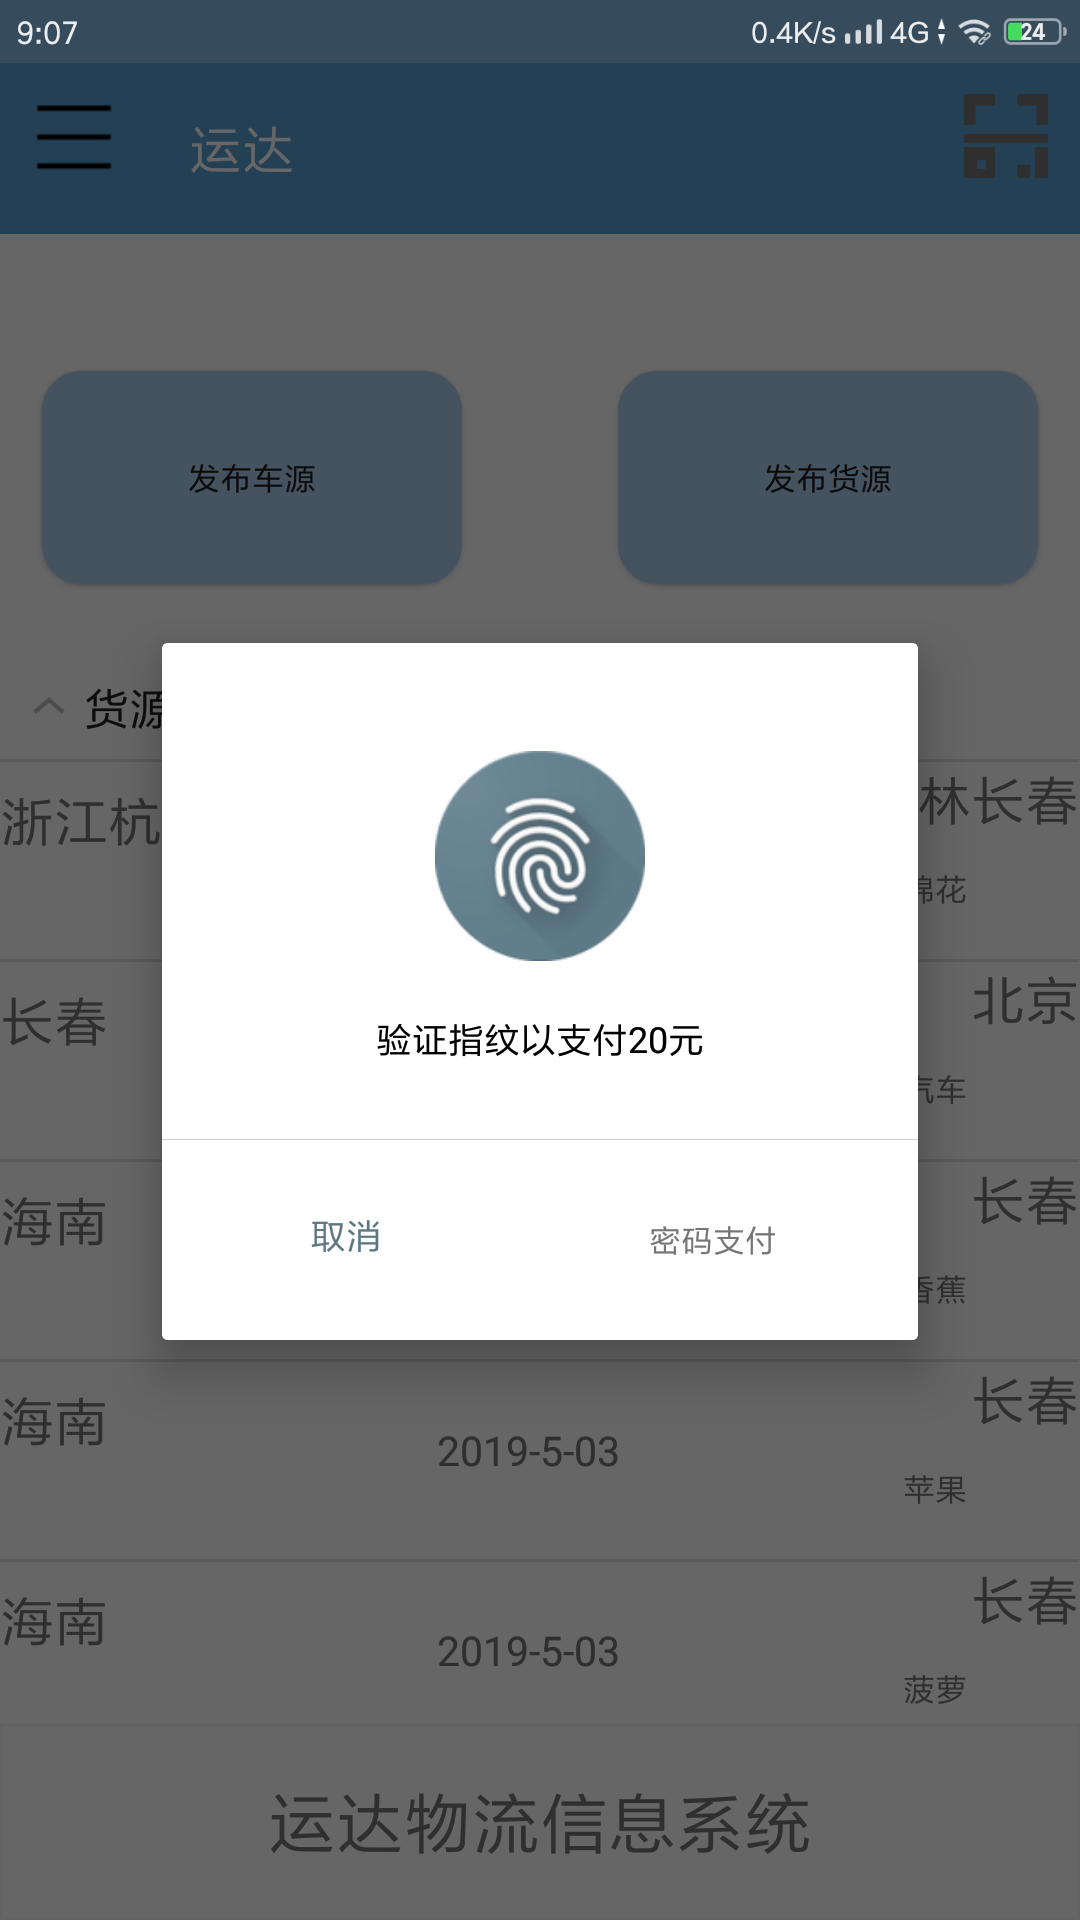 9:07 0.4K/s 4G 24
运达
发布车源 发布货源
货源
浙江杭 林长春
棉花
验证指纹以支付20元
长春 北京
汽车
海南 长春
香蕉
取消 密码支付
海南 长春
2019-5-03
苹果
海南 长春
2019-5-03
菠萝
运达物流信息系统